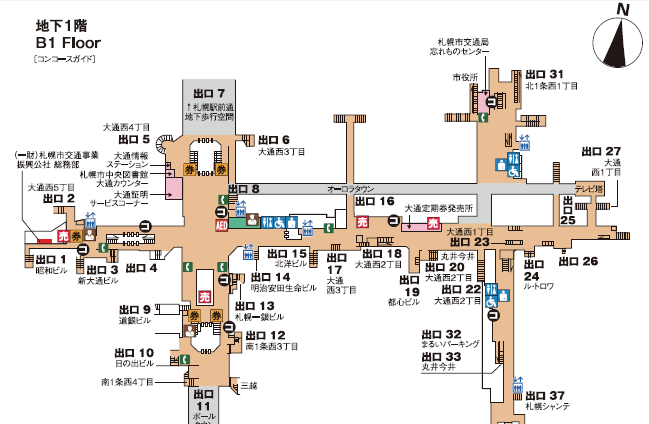 地下1階
B1 Floor
[コンコースガイド]
N
札幌市交通局
忘れものセンター
市役所
出口 31
北1条西1丁目
出口 7
↑札幌駅前通
地下歩行空間
大通西4丁目
出口 5
出口 6
大通西3丁目
(一財)札幌市交通事業
振興公社 総務部
大通情報
ステーション
札幌市中央図書館
大通カウンター
大通証明
サービスコーナー
券
券
出口 27
大通
西1丁目
大通西5丁目
出口 2
出口 8
オーロラタウン
テレビ塔
出口 16
大通定期券発売所
出口
25
売
売
売
大通西1丁目
出口 23
出口 1
昭和ビル
出口 3
新大通ビル
出口 4
出口 15
北洋ビル
出口 14
明治安田生命ビル
出口
17
大通
西3丁目
出口 18
大通西2丁目
出口
19
都心ビル
丸井今井
出口 20
大通西2丁目
出口 22
大通西2丁目
出口
24
ル・トロワ
出口 26
売
出口 9
道銀ビル
券
券
出口 13
札幌一銀ビル
出口 12
南1条西3丁目
出口 32
まるいパーキング
出口 33
丸井今井
出口 10
日の出ビル
南1条西4丁目
三越
出口
11
ポール
出口 37
札幌シャンテ